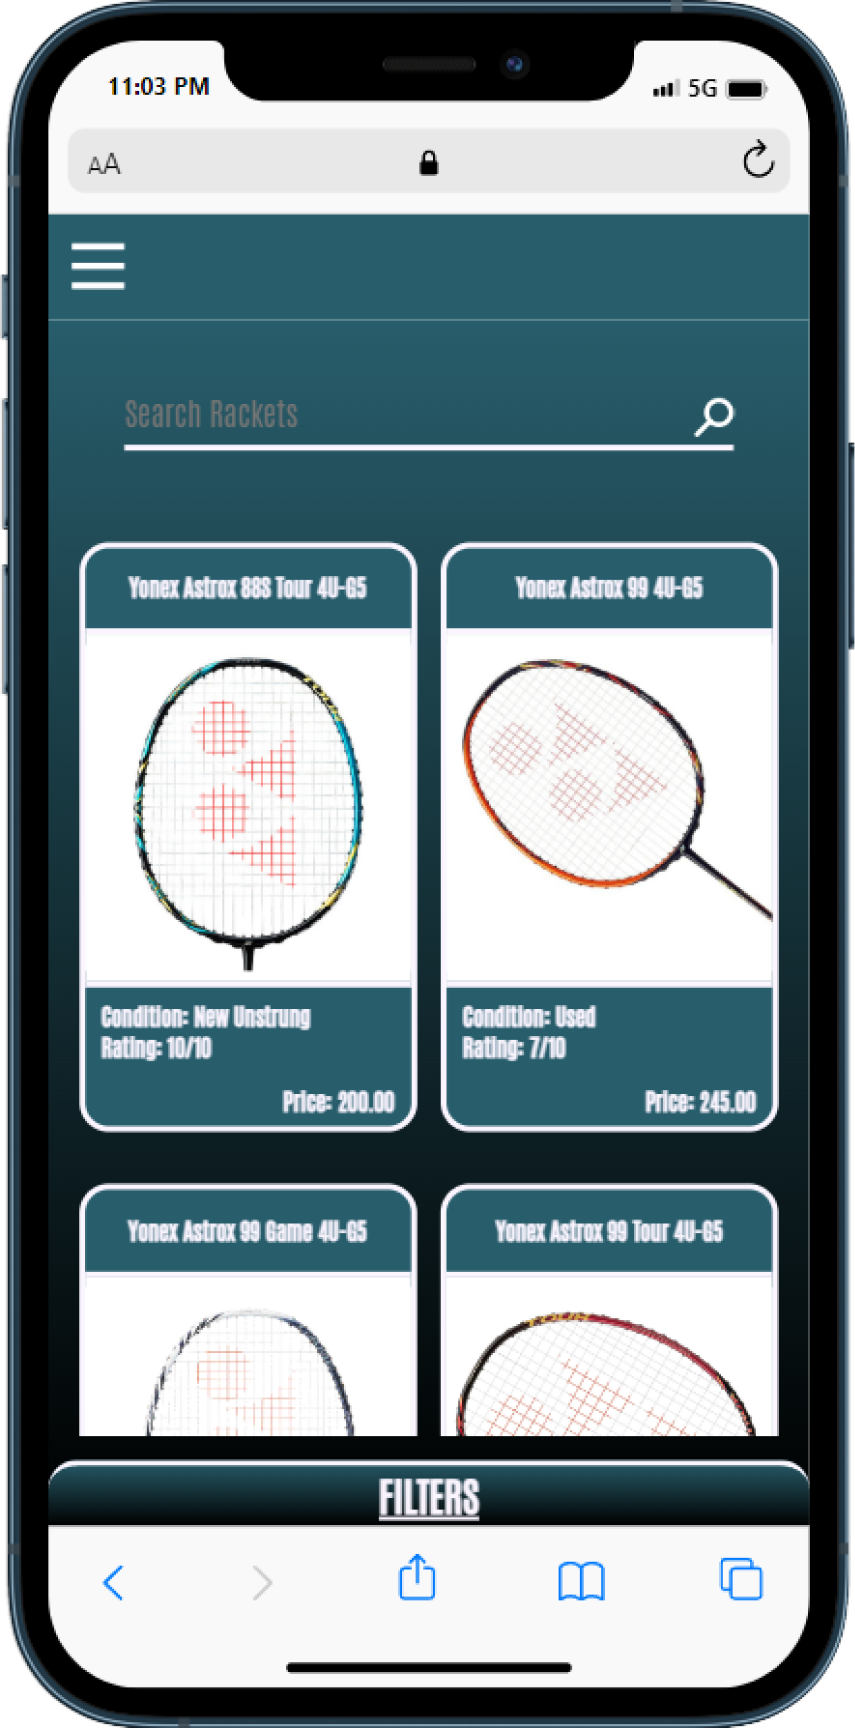 11:03 PM
5G
AA
Search Rackets
Yonex Astrox 88S Tour 4U-G5
Yonex Astrox 99 4U-G5
TOUR
Condition: New Unstrung
Rating: 10/10
Price: 200.00
Condition: Used
Rating: 7/10
Price: 245.00
Yonex Astrox 99 Game 4U-G5
Yonex Astrox 99 Tour 4U-G5
TOUR
FILTERS